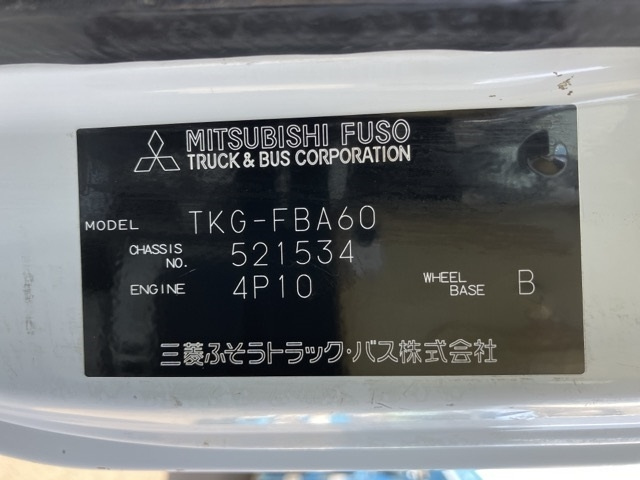 MITSUBISHI FUSO
TRUCK & BUS CORPORATION
MODEL TKG-FBA60
CHASSIS NO. 521534
ENGINE 4P10 WHEEL BASE B
三菱ふそうトラック・バス株式会社